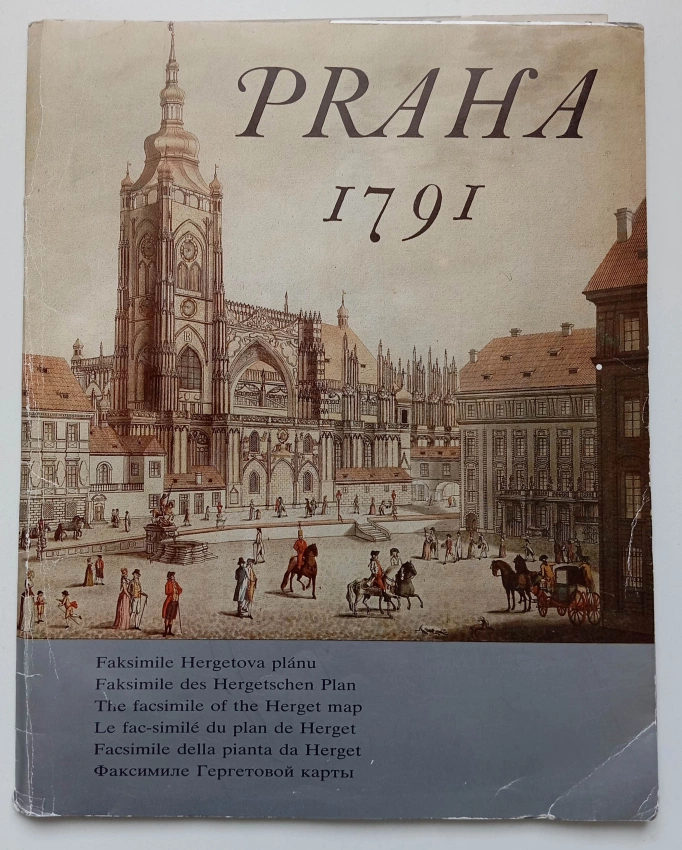 PRAHA
1791
Faksimile Hergetova plánu
Faksimile des Hergetschen Plan
The facsimile of the Herget map
Le fac-similé du plan de Herget
Facsimile della pianta da Herget
Факсимиле Гергетовой карты